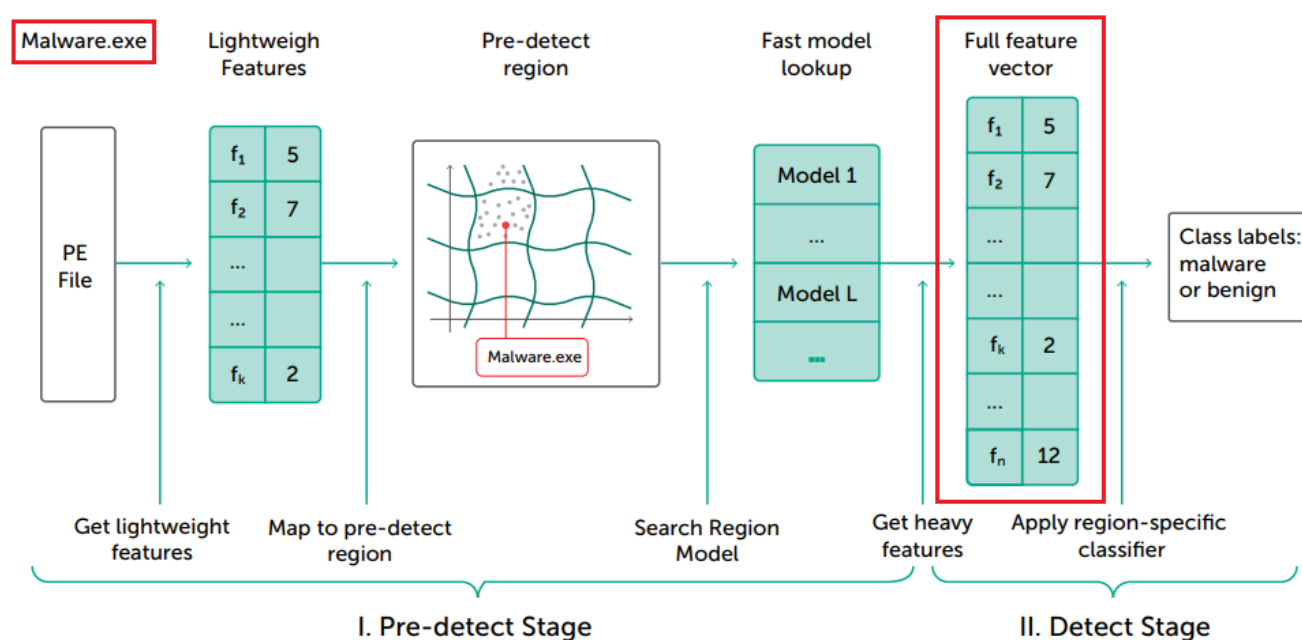 Malware.exe
Lightweigh
Features
Pre-detect
region
Fast model
lookup
Full feature
vector
PE
File
f1 5
f2 7
...
...
fk 2
Malware.exe
Model 1
...
Model L
...
f1 5
f2 7
...
...
fk 2
...
fn 12
Class labels:
malware
or benign
Get lightweight
features
Map to pre-detect
region
Search Region
Model
Get heavy
features
Apply region-specific
classifier
I. Pre-detect Stage
II. Detect Stage